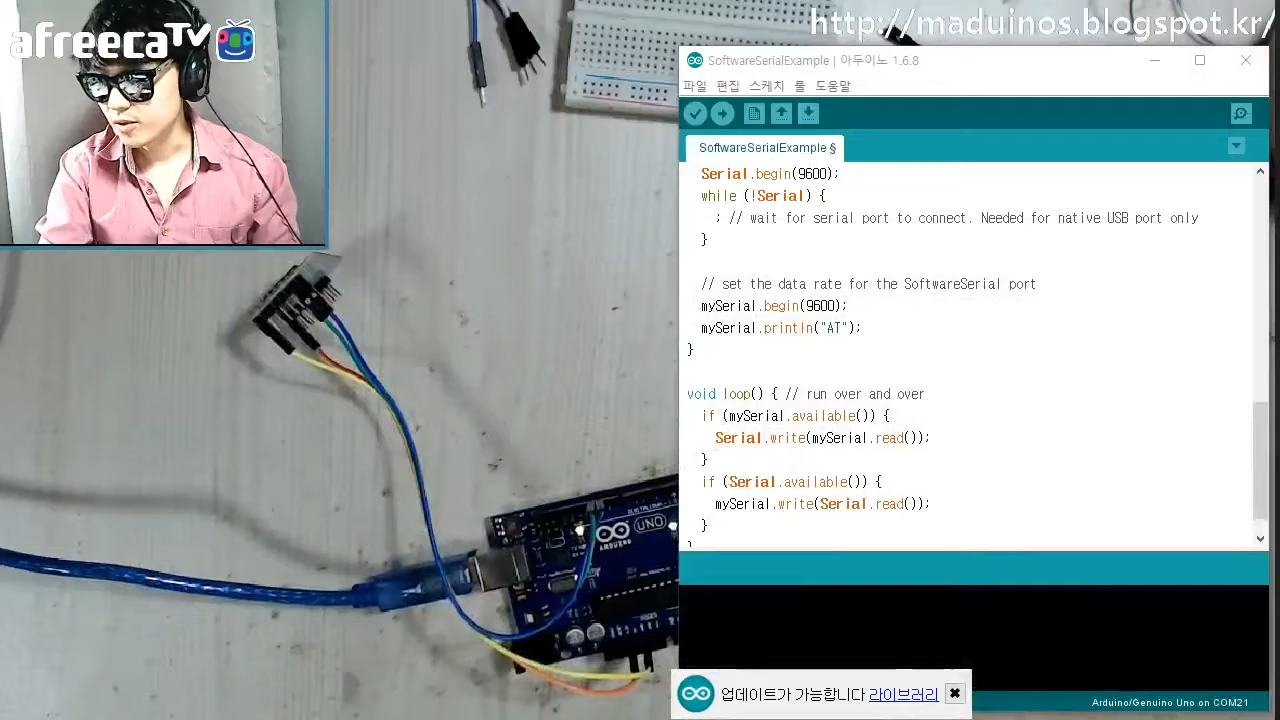 afreecaTV
http://maduinos.blogspot.kr/
SoftwareSerialExample | 아두이노 1.6.8
파일 편집 스케치 툴 도움말
SoftwareSerialExample §
Serial.begin(9600);
while (!Serial) {
; // wait for serial port to connect. Needed for native USB port only
}
// set the data rate for the SoftwareSerial port
mySerial.begin(9600);
mySerial.println("AT");
}
void loop() { // run over and over
if (mySerial.available()) {
Serial.write(mySerial.read());
}
if (Serial.available()) {
mySerial.write(Serial.read());
}
UNO
ARDUINO
업데이트가 가능합니다 라이브러리
Arduino/Genuino Uno on COM21